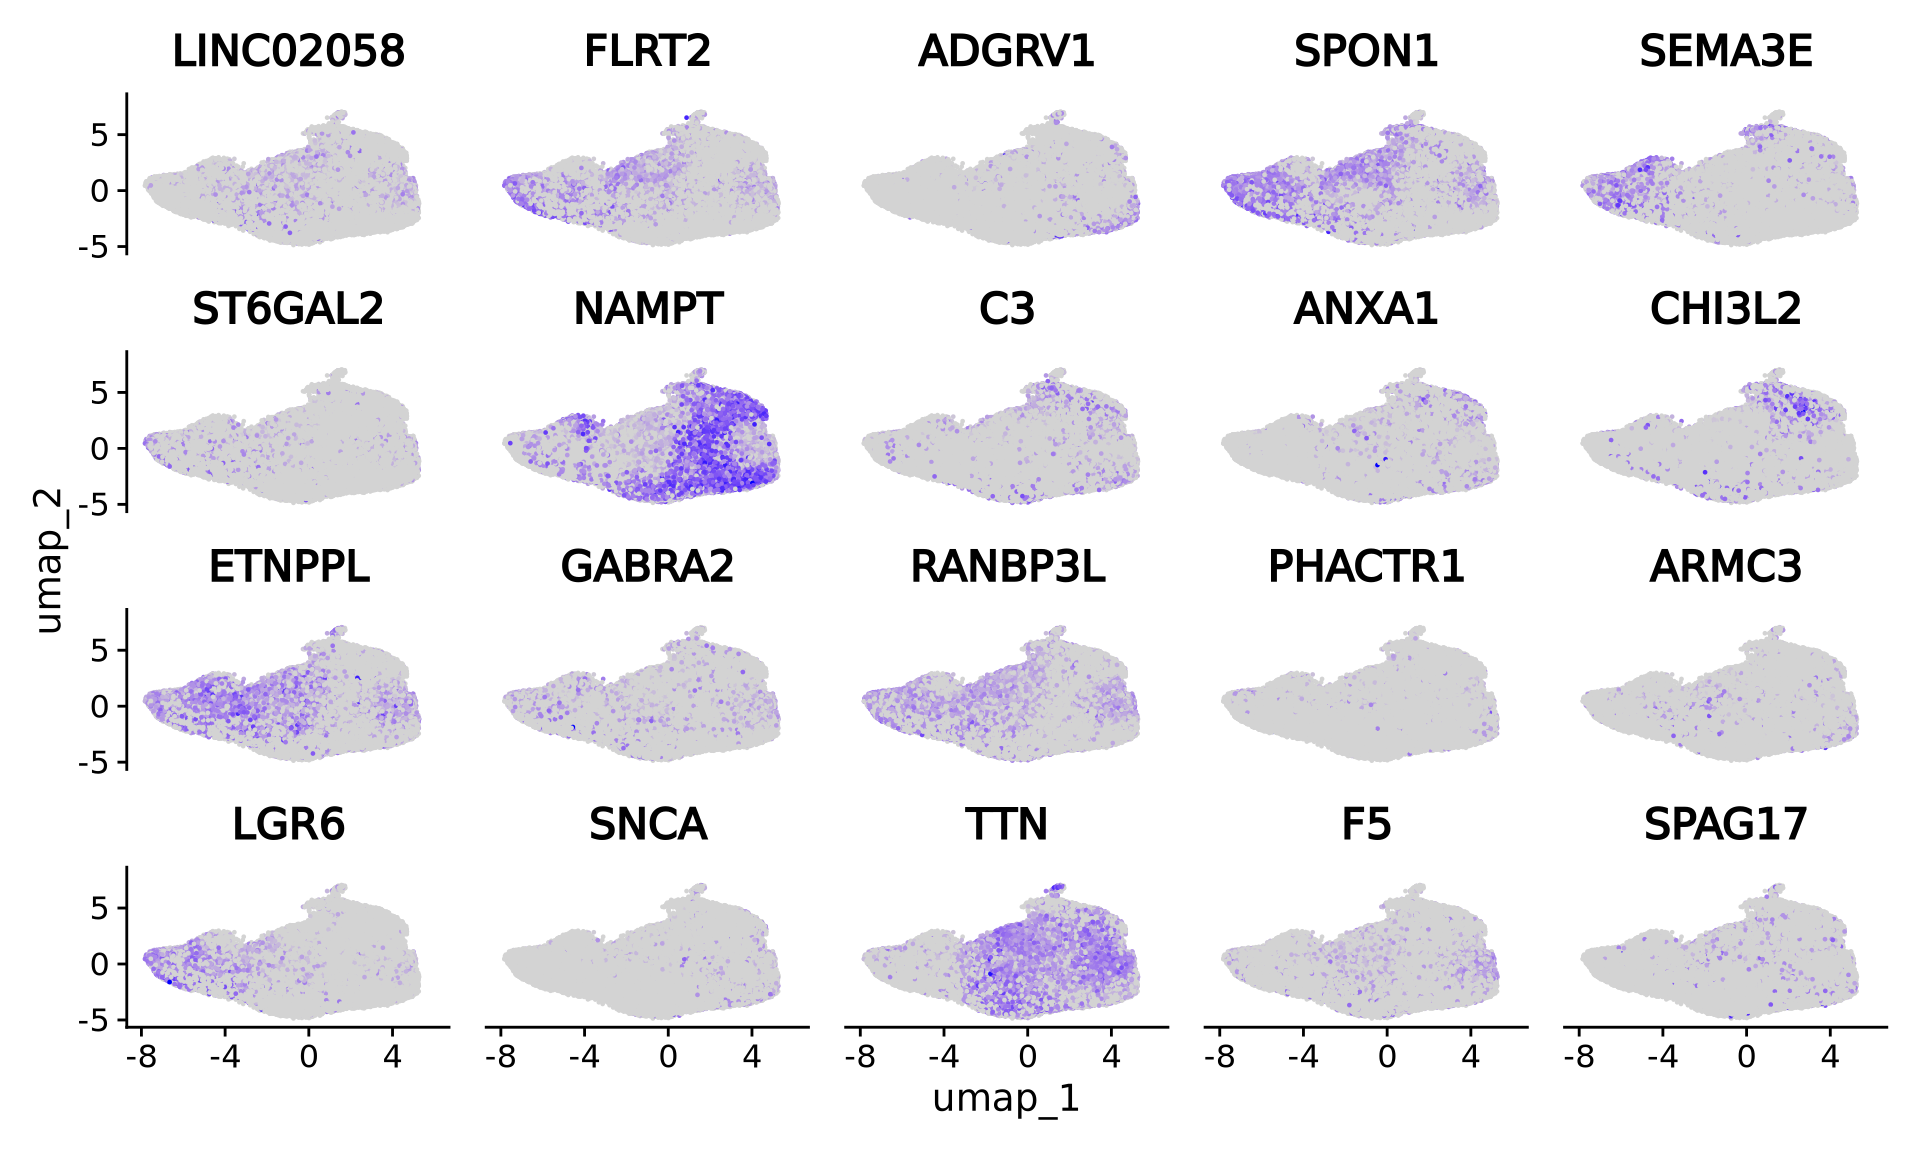 LINC02058 FLRT2 ADGRV1 SPON1 SEMA3E
5
0
-5
ST6GAL2 NAMPT C3 ANXA1 CHI3L2
5
0
-5
umap_2
ETNPPL GABRA2 RANBP3L PHACTR1 ARMC3
5
0
-5
LGR6 SNCA TTN F5 SPAG17
5
0
-5
-8 -4 0 4 -8 -4 0 4 -8 -4 0 4 -8 -4 0 4 -8 -4 0 4
umap_1